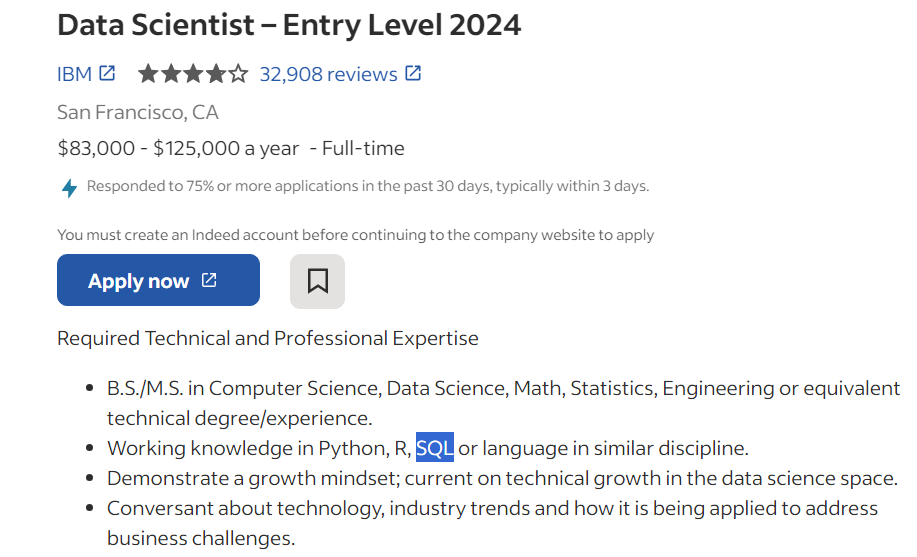 Data Scientist – Entry Level 2024
IBM 32,908 reviews
San Francisco, CA
$83,000 - $125,000 a year - Full-time
Responded to 75% or more applications in the past 30 days, typically within 3 days.
You must create an Indeed account before continuing to the company website to apply
Apply now
Required Technical and Professional Expertise
• B.S./M.S. in Computer Science, Data Science, Math, Statistics, Engineering or equivalent
technical degree/experience.
• Working knowledge in Python, R, SQL or language in similar discipline.
• Demonstrate a growth mindset; current on technical growth in the data science space.
• Conversant about technology, industry trends and how it is being applied to address
business challenges.